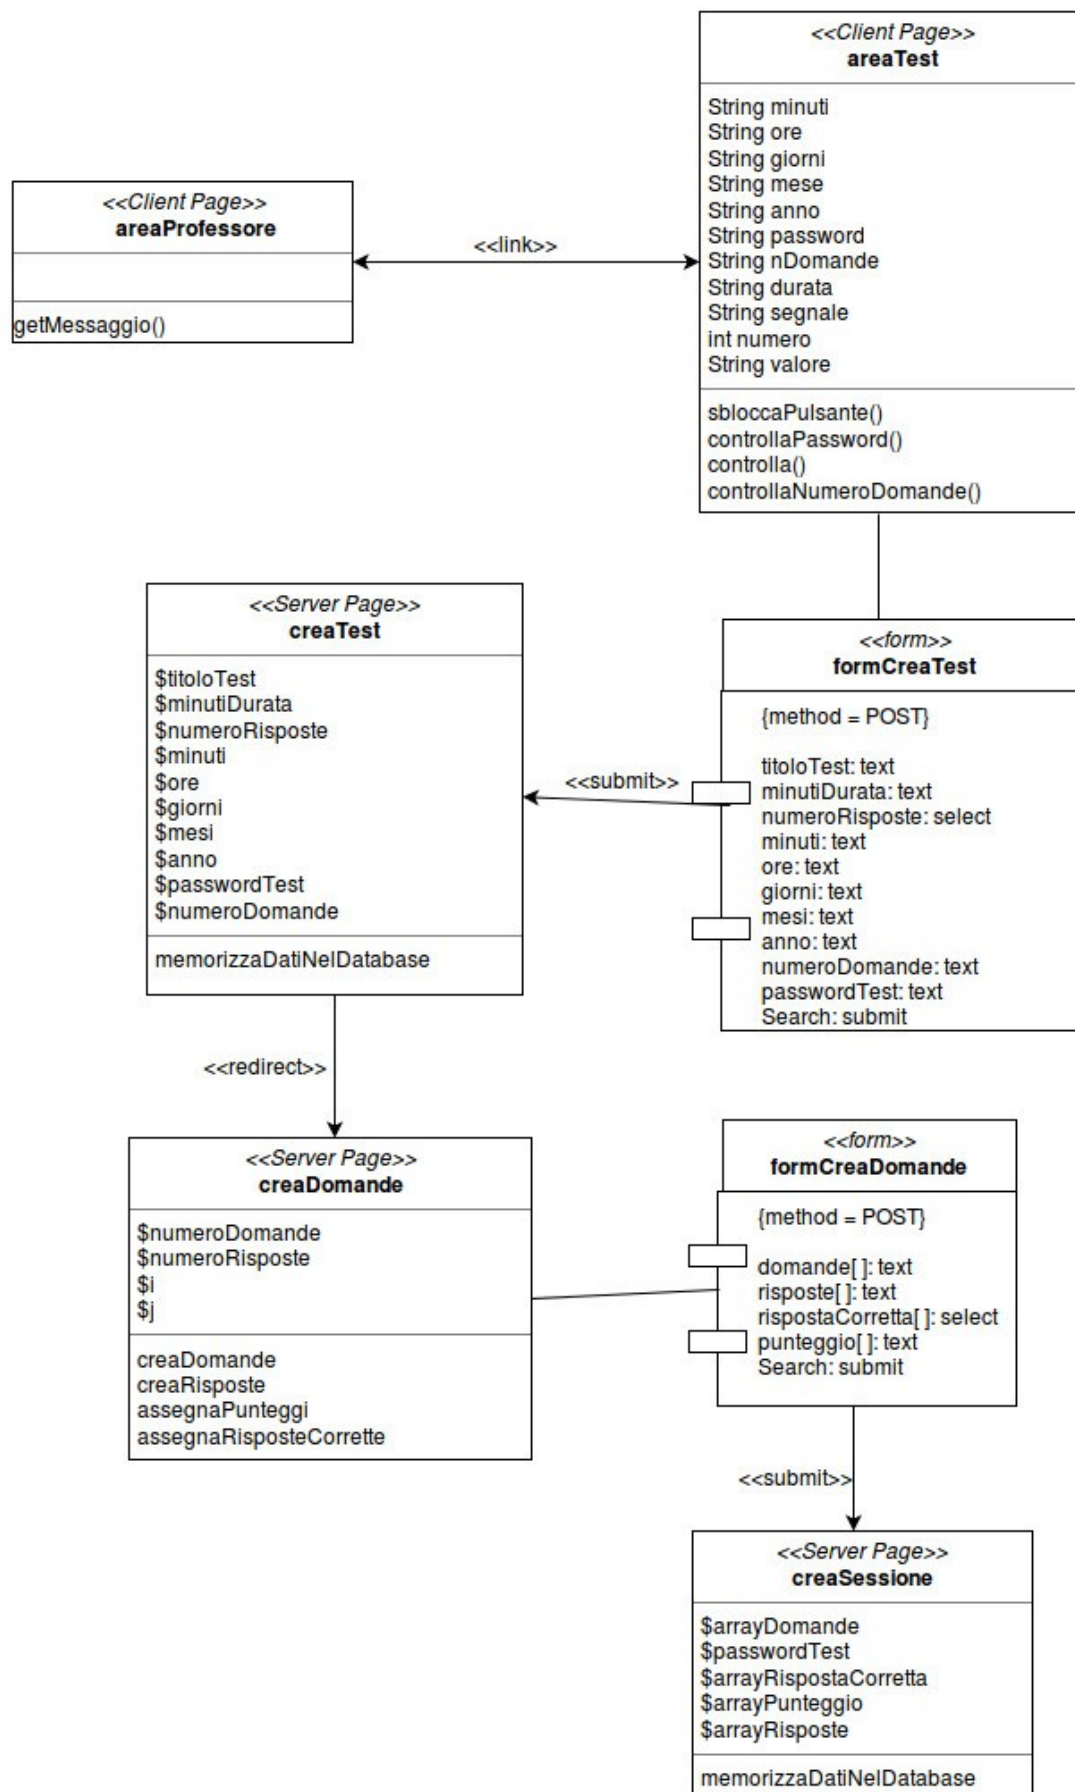 <<Client Page>>
areaTest
String minuti
String ore
String giorni
String mese
String anno
String password
String nDomande
String durata
String segnale
int numero
String valore
sbloccaPulsante()
controllaPassword()
controlla()
controllaNumeroDomande()
<<Client Page>>
areaProfessore
getMessaggio()
<<link>>
<<Server Page>>
creaTest
$titoloTest
$minutiDurata
$numeroRisposte
$minuti
$ore
$giorni
$mesi
$anno
$passwordTest
$numeroDomande
memorizzaDatiNelDatabase
<<submit>>
<<form>>
formCreaTest
{method = POST}
titoloTest: text
minutiDurata: text
numeroRisposte: select
minuti: text
ore: text
giorni: text
mesi: text
anno: text
numeroDomande: text
passwordTest: text
Search: submit
<<redirect>>
<<Server Page>>
creaDomande
$numeroDomande
$numeroRisposte
$i
$j
creaDomande
creaRisposte
assegnaPunteggi
assegnaRisposteCorrette
<<form>>
formCreaDomande
{method = POST}
domande[ ]: text
risposte[ ]: text
rispostaCorretta[ ]: select
punteggio[ ]: text
Search: submit
<<submit>>
<<Server Page>>
creaSessione
$arrayDomande
$passwordTest
$arrayRispostaCorretta
$arrayPunteggio
$arrayRisposte
memorizzaDatiNelDatabase